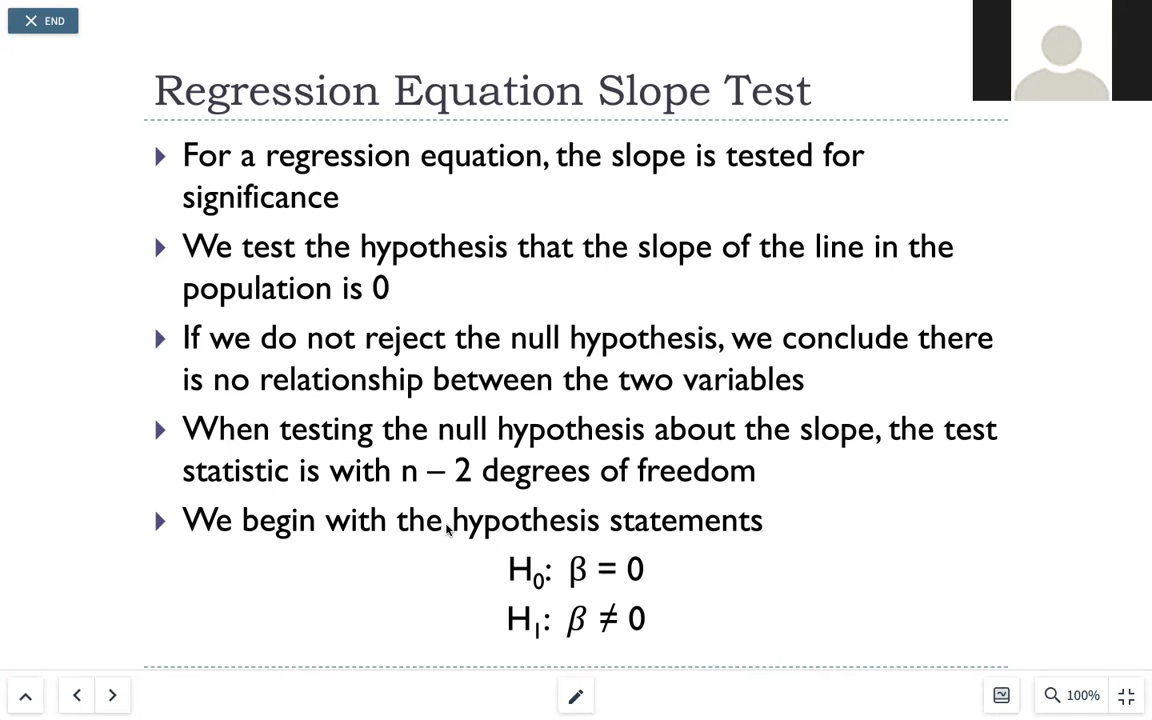 END
Regression Equation Slope Test
For a regression equation, the slope is tested for
significance
We test the hypothesis that the slope of the line in the
population is 0
If we do not reject the null hypothesis, we conclude there
is no relationship between the two variables
When testing the null hypothesis about the slope, the test
statistic is with n – 2 degrees of freedom
We begin with the hypothesis statements
H₀: β = 0
H₁: β ≠ 0
100%